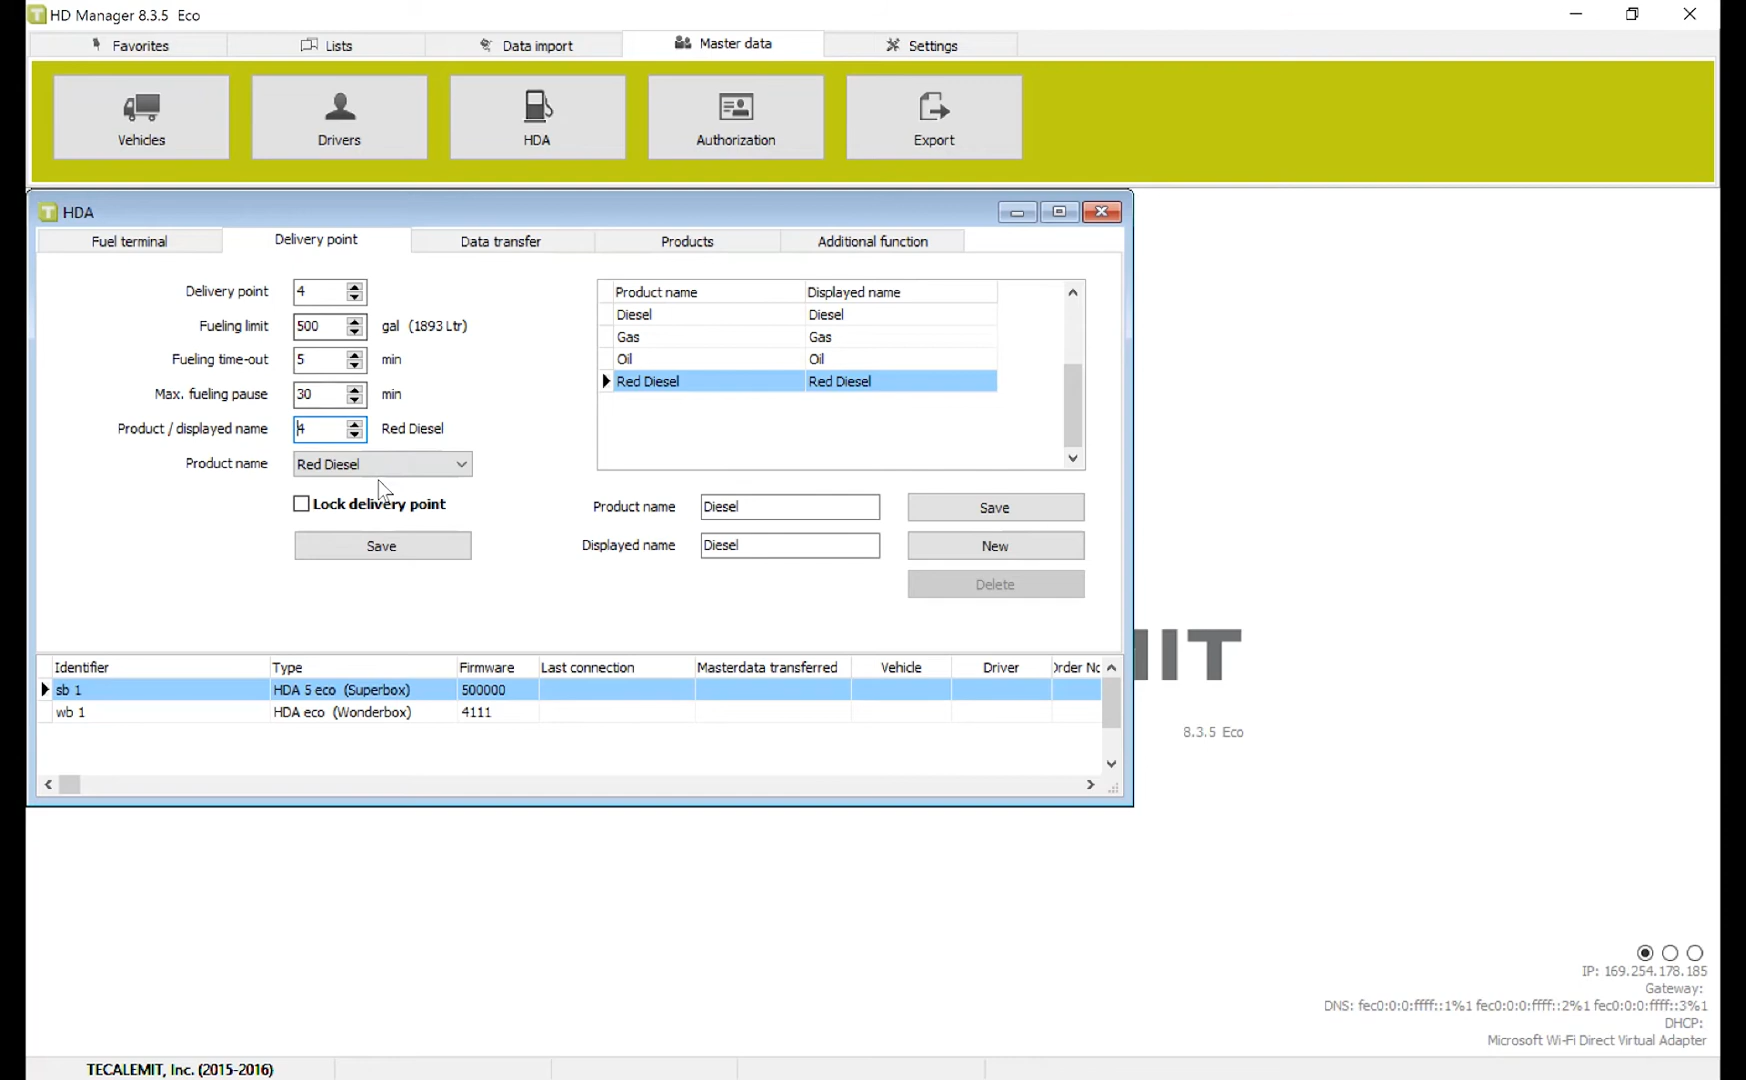 HD Manager 8.3.5 Eco
Favorites Lists Data import Master data Settings
Vehicles Drivers HDA Authorization Export
HDA
Fuel terminal Delivery point Data transfer Products Additional function
Delivery point 4
Fueling limit 500 gal (1893 Ltr)
Fueling time-out 5 min
Max. fueling pause 30 min
Product / displayed name 4 Red Diesel
Product name Red Diesel
Lock delivery point
Save
Product name Displayed name
Diesel Diesel
Gas Gas
Oil Oil
Red Diesel Red Diesel
Product name Diesel Save
Displayed name Diesel New
Delete
Identifier Type Firmware Last connection Masterdata transferred Vehicle Driver
sb 1 HDA 5 eco (Superbox) 500000
wb 1 HDA eco (Wonderbox) 4111
IT
8.3.5 Eco
IP: 169.254.178.185
Gateway:
DNS: fec0:0:0:ffff::1%1 fec0:0:0:ffff::2%1 fec0:0:0:ffff::3%1
DHCP:
Microsoft Wi-Fi Direct Virtual Adapter
TECALEMIT, Inc. (2015-2016)